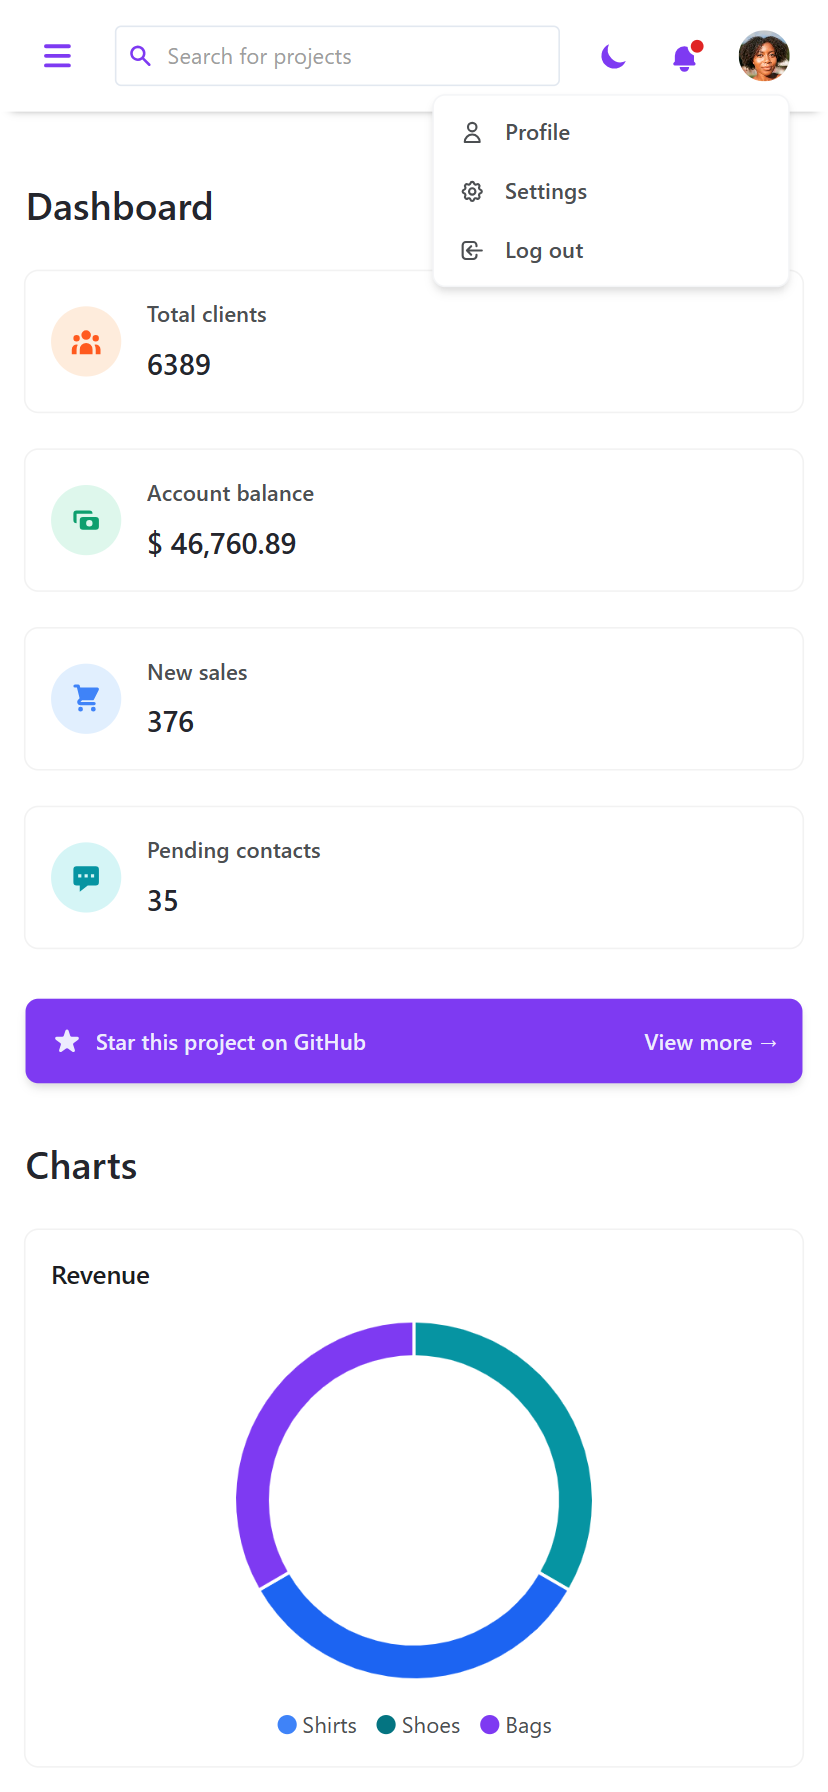 Search for projects
Profile
Settings
Log out
Dashboard
Total clients
6389
Account balance
$ 46,760.89
New sales
376
Pending contacts
35
Star this project on GitHub
View more →
Charts
Revenue
Shirts
Shoes
Bags